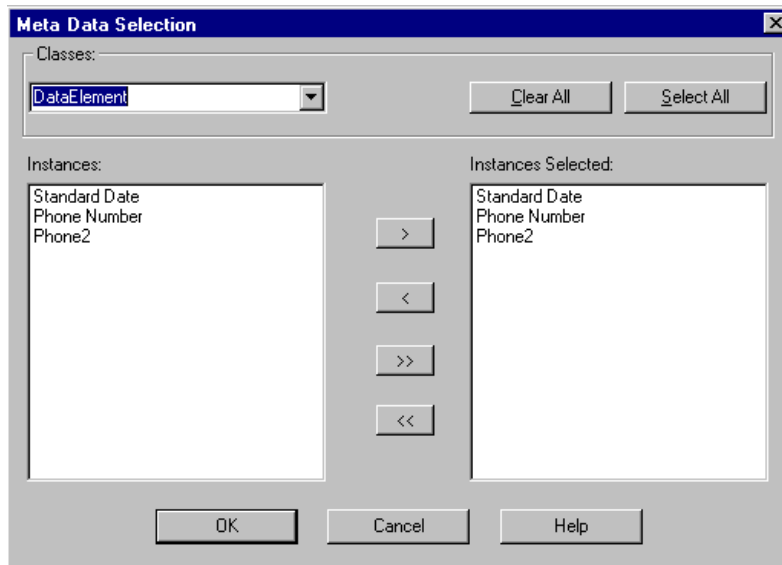 Meta Data Selection
Classes:
DataElement
Clear All
Select All
Instances:
Instances Selected:
Standard Date
Phone Number
Phone2
Standard Date
Phone Number
Phone2
>
<
>>
<<
OK
Cancel
Help